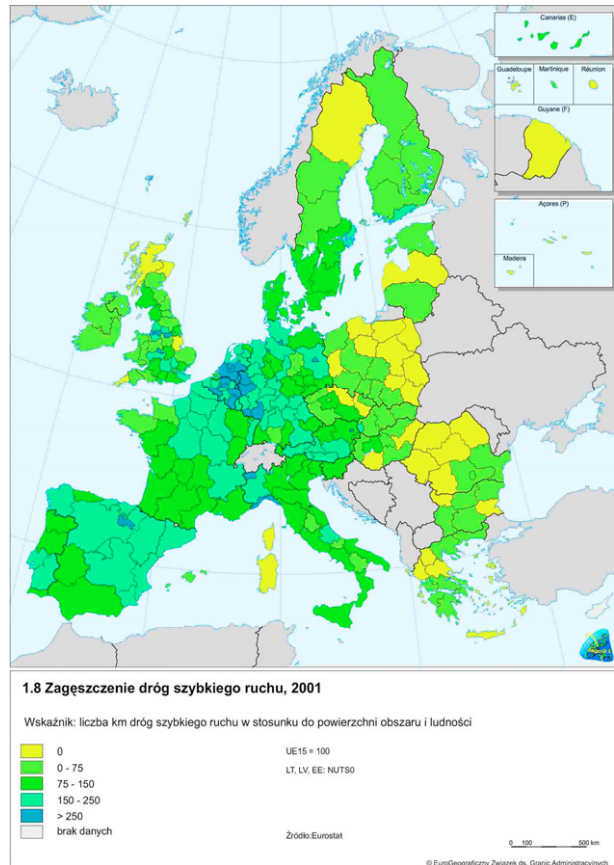 Canarias (E)
Guadeloupe
Martinique
Réunion
Guyane (F)
Açores (P)
Madeira
1.8 Zagęszczenie dróg szybkiego ruchu, 2001
Wskaźnik: liczba km dróg szybkiego ruchu w stosunku do powierzchni obszaru i ludności
0
0 - 75
75 - 150
150 - 250
> 250
brak danych
UE15 = 100
LT, LV, EE: NUTS0
Źródło:Eurostat
0 100 500 km
© EuroGeograficzny Związek ds. Granic Administracyjnych